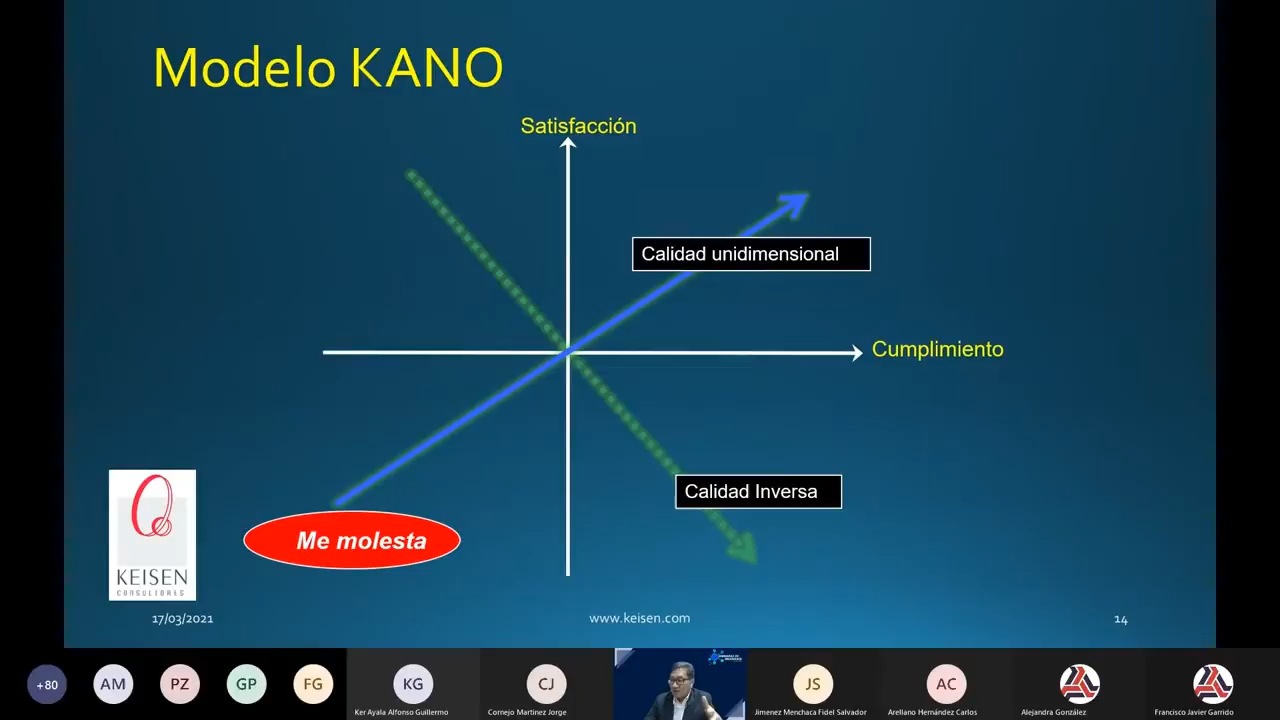 Modelo KANO
Satisfacción
Calidad unidimensional
Cumplimiento
Calidad Inversa
Me molesta
KEISEN
CONSULTORES
17/03/2021
www.keisen.com
14
+80
AM
PZ
GP
FG
KG
CJ
JS
AC
Ker Ayala Alfonso Guillermo
Cornejo Martinez Jorge
Jimenez Menchaca Fidel Salvador
Arellano Hernández Carlos
Alejandra González
Francisco Javier Garrido